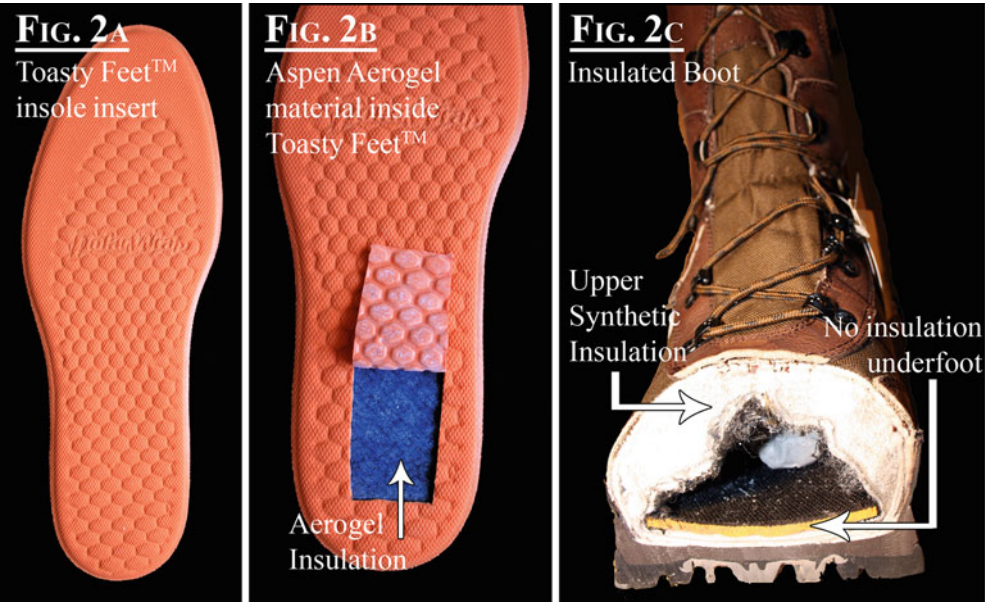 FIG. 2A
Toasty Feet™
insole insert
FIG. 2B
Aspen Aerogel
material inside
Toasty Feet™
Aerogel
Insulation
FIG. 2C
Insulated Boot
Upper
Synthetic
Insulation
No insulation
underfoot
PolarWrap